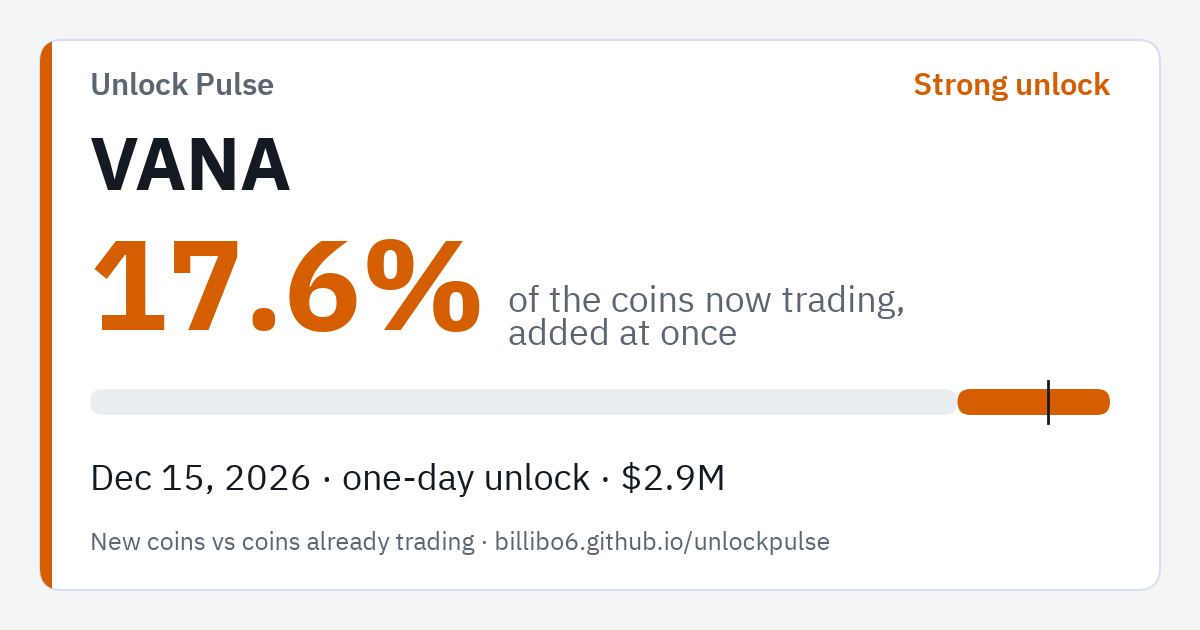 Unlock Pulse
Strong unlock
VANA
17.6%
of the coins now trading,
added at once
Dec 15, 2026 · one-day unlock · $2.9M
New coins vs coins already trading · billibo6.github.io/unlockpulse